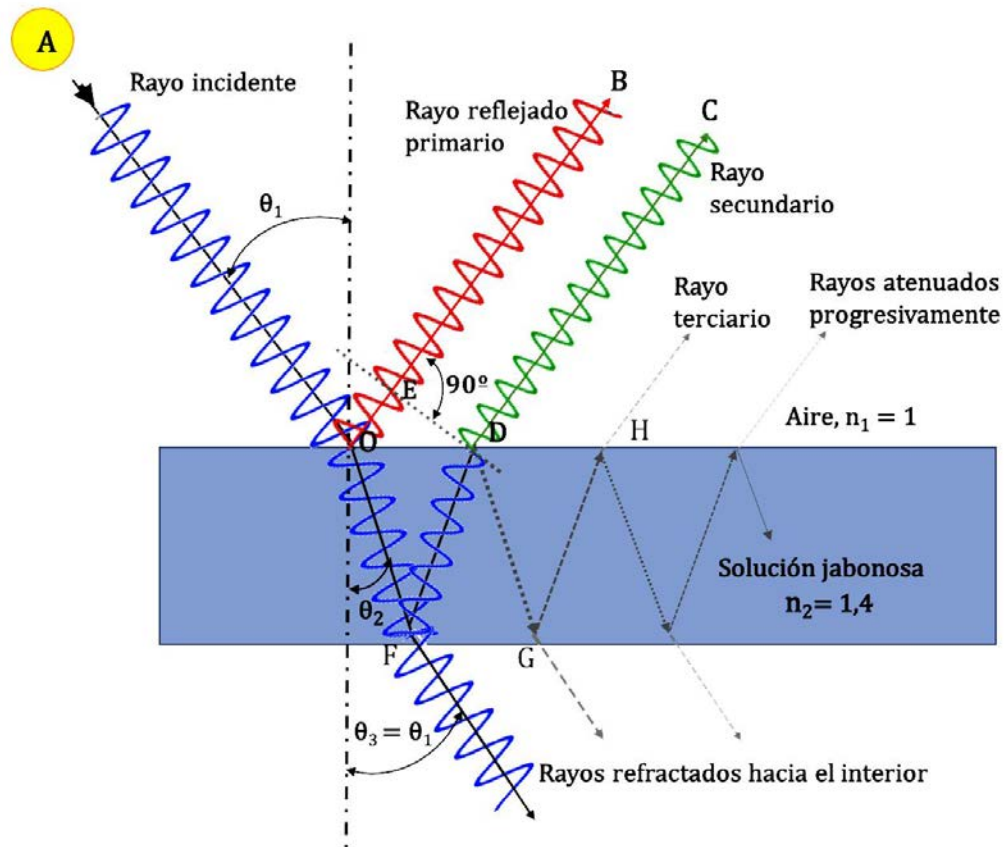 A
Rayo incidente
Rayo reflejado
primario
B
C
Rayo
secundario
θ₁
Rayo
terciario
Rayos atenuados
progresivamente
E
90º
O
D
H
Aire, n₁ = 1
Solución jabonosa
n₂= 1,4
θ₂
F
G
θ₃ = θ₁
Rayos refractados hacia el interior